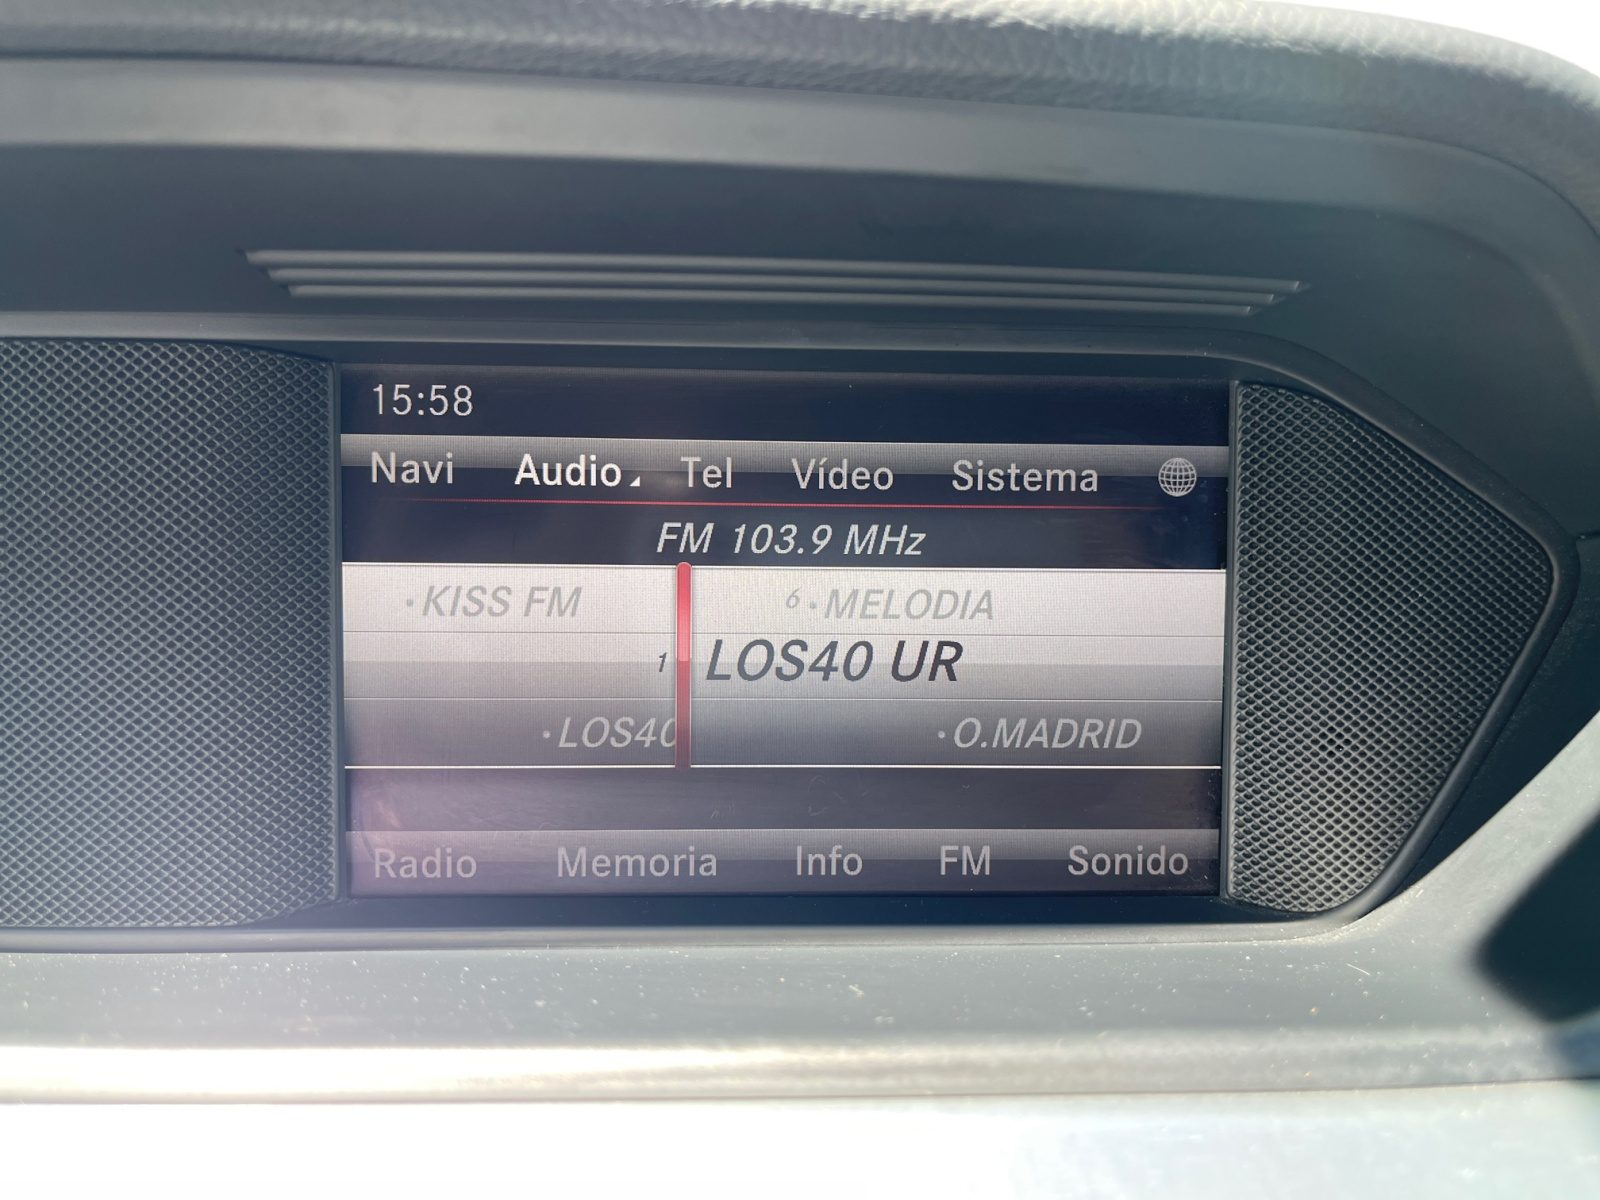 15:58
Navi Audio Tel Vídeo Sistema
FM 103.9 MHz
·KISS FM 6 ·MELODIA
1 LOS40 UR
·LOS40 ·O.MADRID
Radio Memoria Info FM Sonido